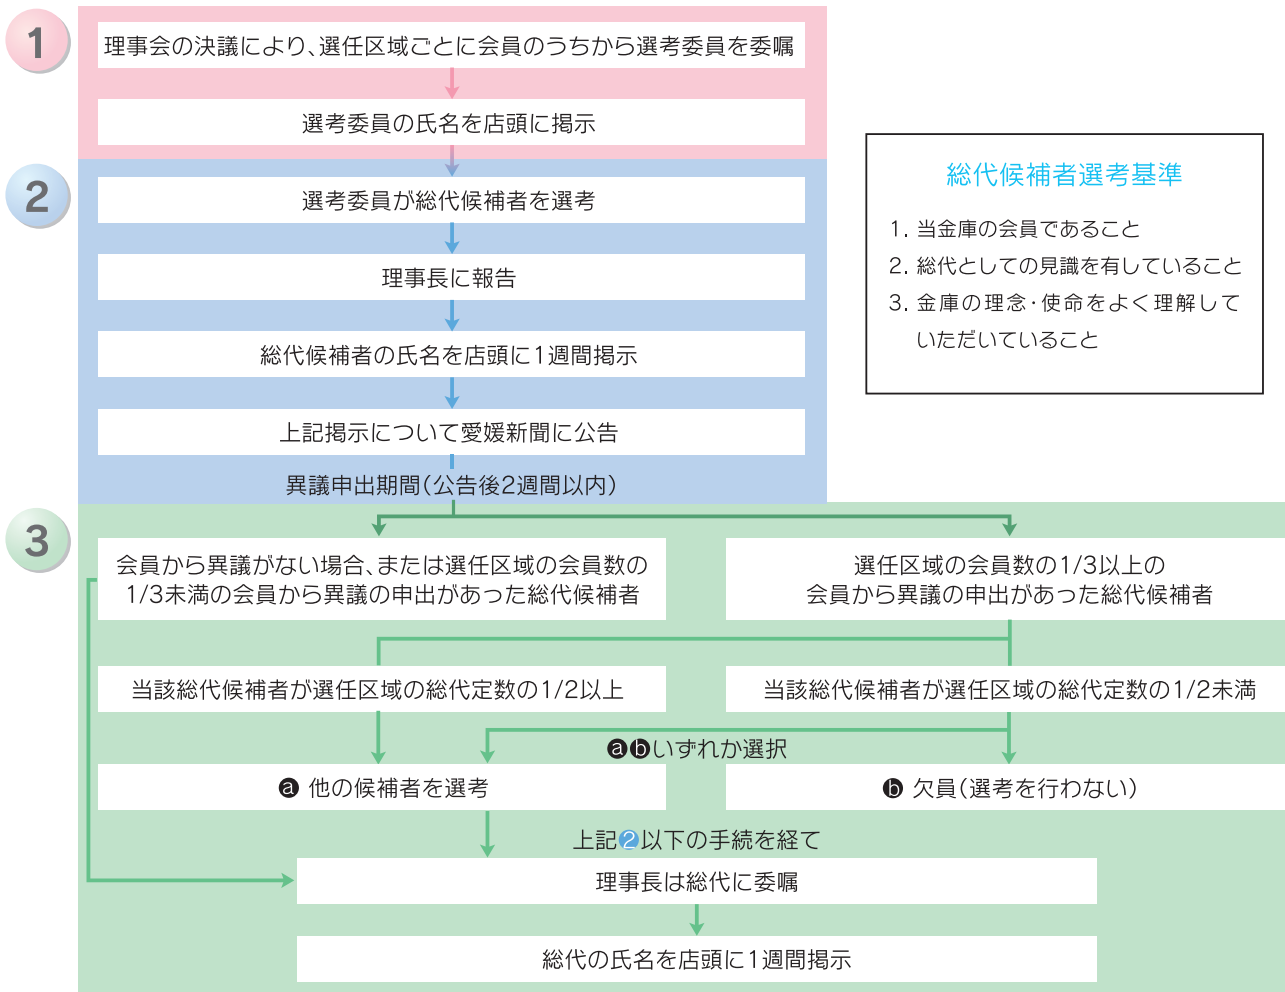 1
理事会の決議により、選任区域ごとに会員のうちから選考委員を委嘱
選考委員の氏名を店頭に掲示
2
選考委員が総代候補者を選考
理事長に報告
総代候補者の氏名を店頭に1週間掲示
上記掲示について愛媛新聞に公告
異議申出期間(公告後2週間以内)
総代候補者選考基準
1. 当金庫の会員であること
2. 総代としての見識を有していること
3. 金庫の理念・使命をよく理解して
いただいていること
3
会員から異議がない場合、または選任区域の会員数の
1/3未満の会員から異議の申出があった総代候補者
選任区域の会員数の1/3以上の
会員から異議の申出があった総代候補者
当該総代候補者が選任区域の総代定数の1/2以上
当該総代候補者が選任区域の総代定数の1/2未満
ⓐⓑいずれか選択
ⓐ 他の候補者を選考
ⓑ 欠員(選考を行わない)
上記❷以下の手続を経て
理事長は総代に委嘱
総代の氏名を店頭に1週間掲示